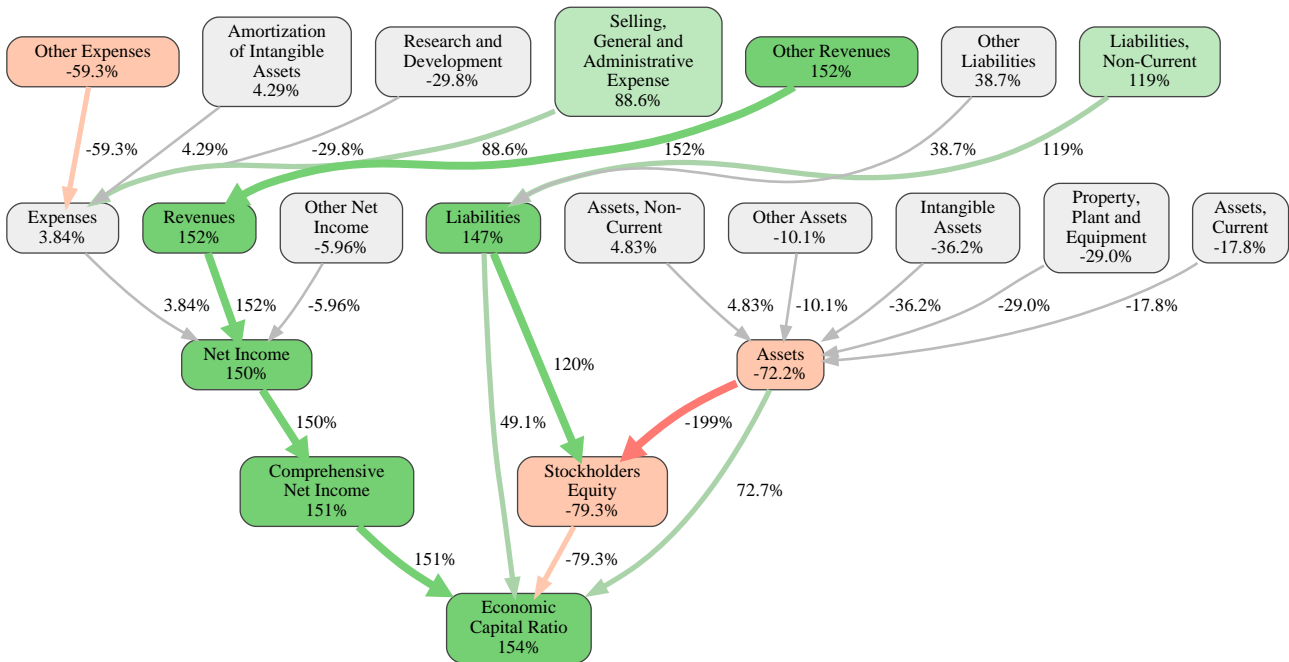 Other Expenses
-59.3%
Amortization
of Intangible
Assets
4.29%
Research and
Development
-29.8%
Selling,
General and
Administrative
Expense
88.6%
Other Revenues
152%
Other
Liabilities
38.7%
Liabilities,
Non-Current
119%
-59.3%
4.29%
-29.8%
88.6%
152%
38.7%
119%
Expenses
3.84%
Revenues
152%
Other Net
Income
-5.96%
Liabilities
147%
Assets, Non-
Current
4.83%
Other Assets
-10.1%
Intangible
Assets
-36.2%
Property,
Plant and
Equipment
-29.0%
Assets,
Current
-17.8%
3.84%
152%
-5.96%
4.83%
-10.1%
-36.2%
-29.0%
-17.8%
Net Income
150%
120%
Assets
-72.2%
150%
49.1%
-199%
Comprehensive
Net Income
151%
Stockholders
Equity
-79.3%
72.7%
151%
-79.3%
Economic
Capital Ratio
154%